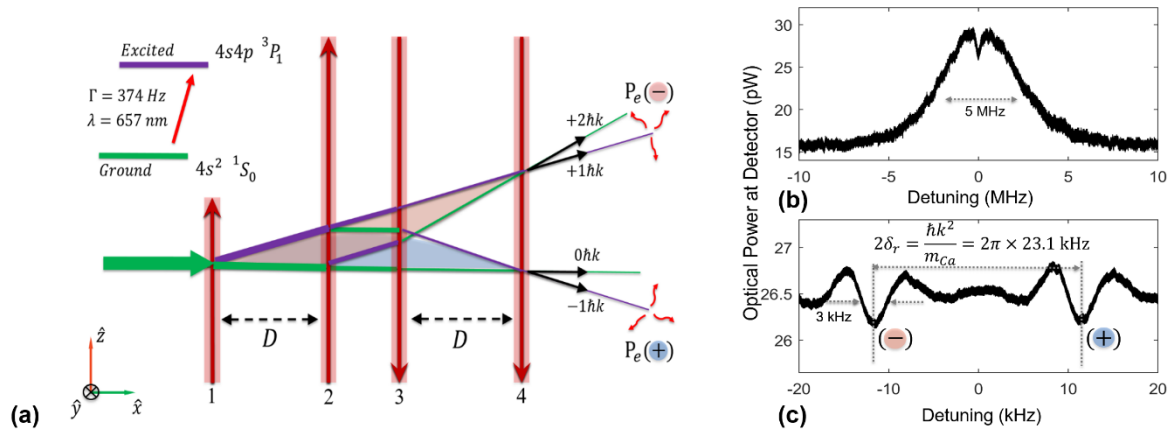 Excited 4s4p ³P₁
Γ = 374 Hz
λ = 657 nm
Ground 4s² ¹S₀
Pₑ(−)
+2ħk
+1ħk
0ħk
−1ħk
Pₑ(+)
D D
ẑ
ŷ x̂
1 2 3 4
(a)
Optical Power at Detector (pW)
30
25
20
15
5 MHz
-10 -5 0 5 10
(b) Detuning (MHz)
27
26.5
26
2δᵣ = ħk²/m_Ca = 2π × 23.1 kHz
3 kHz
(−) (+)
-20 -10 0 10 20
(c) Detuning (kHz)